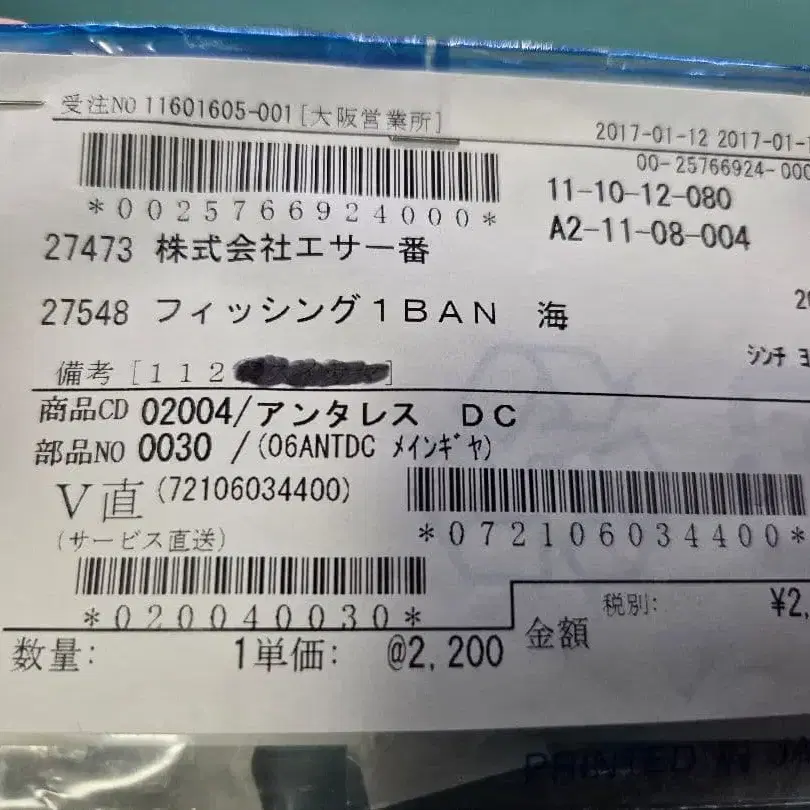 受注NO 11601605-001[大阪営業所]
2017-01-12 2017-01-1
00-25766924-000
*0025766924000*
11-10-12-080
A2-11-08-004
27473 株式会社エサ一番
27548 フィッシング1BAN 海
シンチ ヨ
備考 [112
商品CD 02004/アンタレス DC
部品NO 0030 /(06ANTDC メインギヤ)
V直 (72106034400)
(サービス直送)
*072106034400*
*020040030*
税別: ¥2,
数量: 1単価: @2,200 金額
PRINTED IN